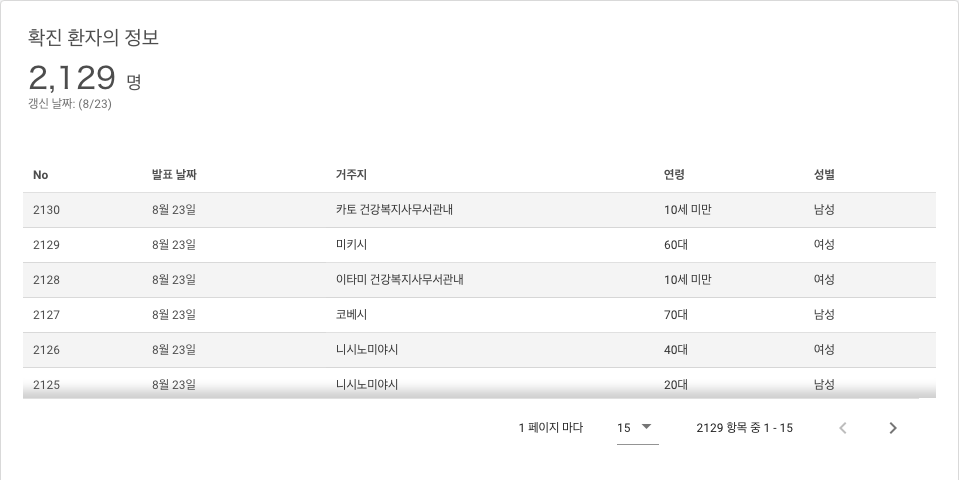 확진 환자의 정보
2,129 명
갱신 날짜: (8/23)
No 발표 날짜 거주지 연령 성별
2130 8월 23일 카토 건강복지사무서관내 10세 미만 남성
2129 8월 23일 미키시 60대 여성
2128 8월 23일 이타미 건강복지사무서관내 10세 미만 여성
2127 8월 23일 코베시 70대 남성
2126 8월 23일 니시노미야시 40대 여성
2125 8월 23일 니시노미야시 20대 남성
1 페이지 마다 15 2129 항목 중 1 - 15